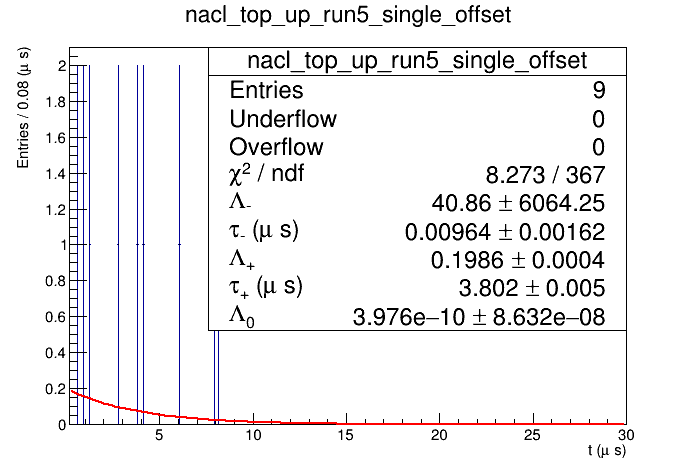 nacl_top_up_run5_single_offset
Entries / 0.08 (μ s)
nacl_top_up_run5_single_offset
Entries 9
Underflow 0
Overflow 0
χ² / ndf 8.273 / 367
Λ₋ 40.86 ± 6064.25
τ₋ (μ s) 0.00964 ± 0.00162
Λ₊ 0.1986 ± 0.0004
τ₊ (μ s) 3.802 ± 0.005
Λ₀ 3.976e−10 ± 8.632e−08
2
1.8
1.6
1.4
1.2
1
0.8
0.6
0.4
0.2
0
5 10 15 20 25 30
t (μ s)